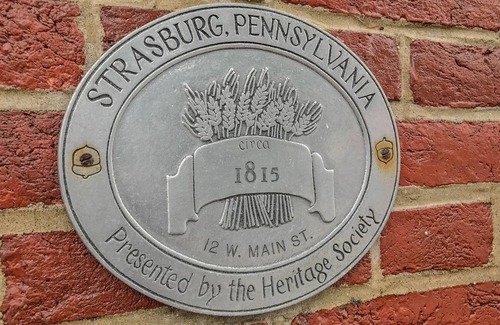 STRASBURG, PENNSYLVANIA
circa
1815
12 W. MAIN ST.
Presented by the Heritage Society